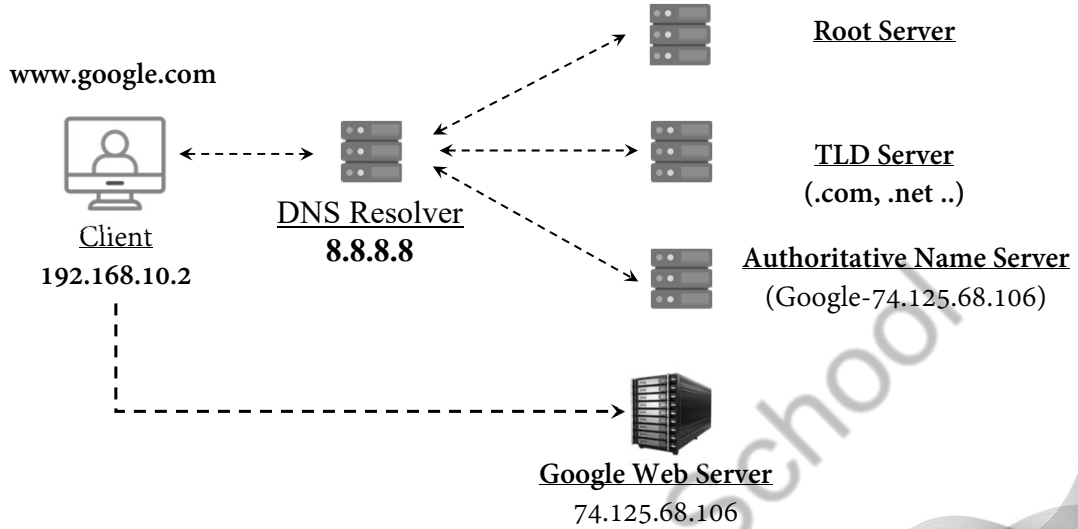 Root Server
www.google.com
TLD Server
(.com, .net ..)
DNS Resolver
8.8.8.8
Client
192.168.10.2
Authoritative Name Server
(Google-74.125.68.106)
School
Google Web Server
74.125.68.106